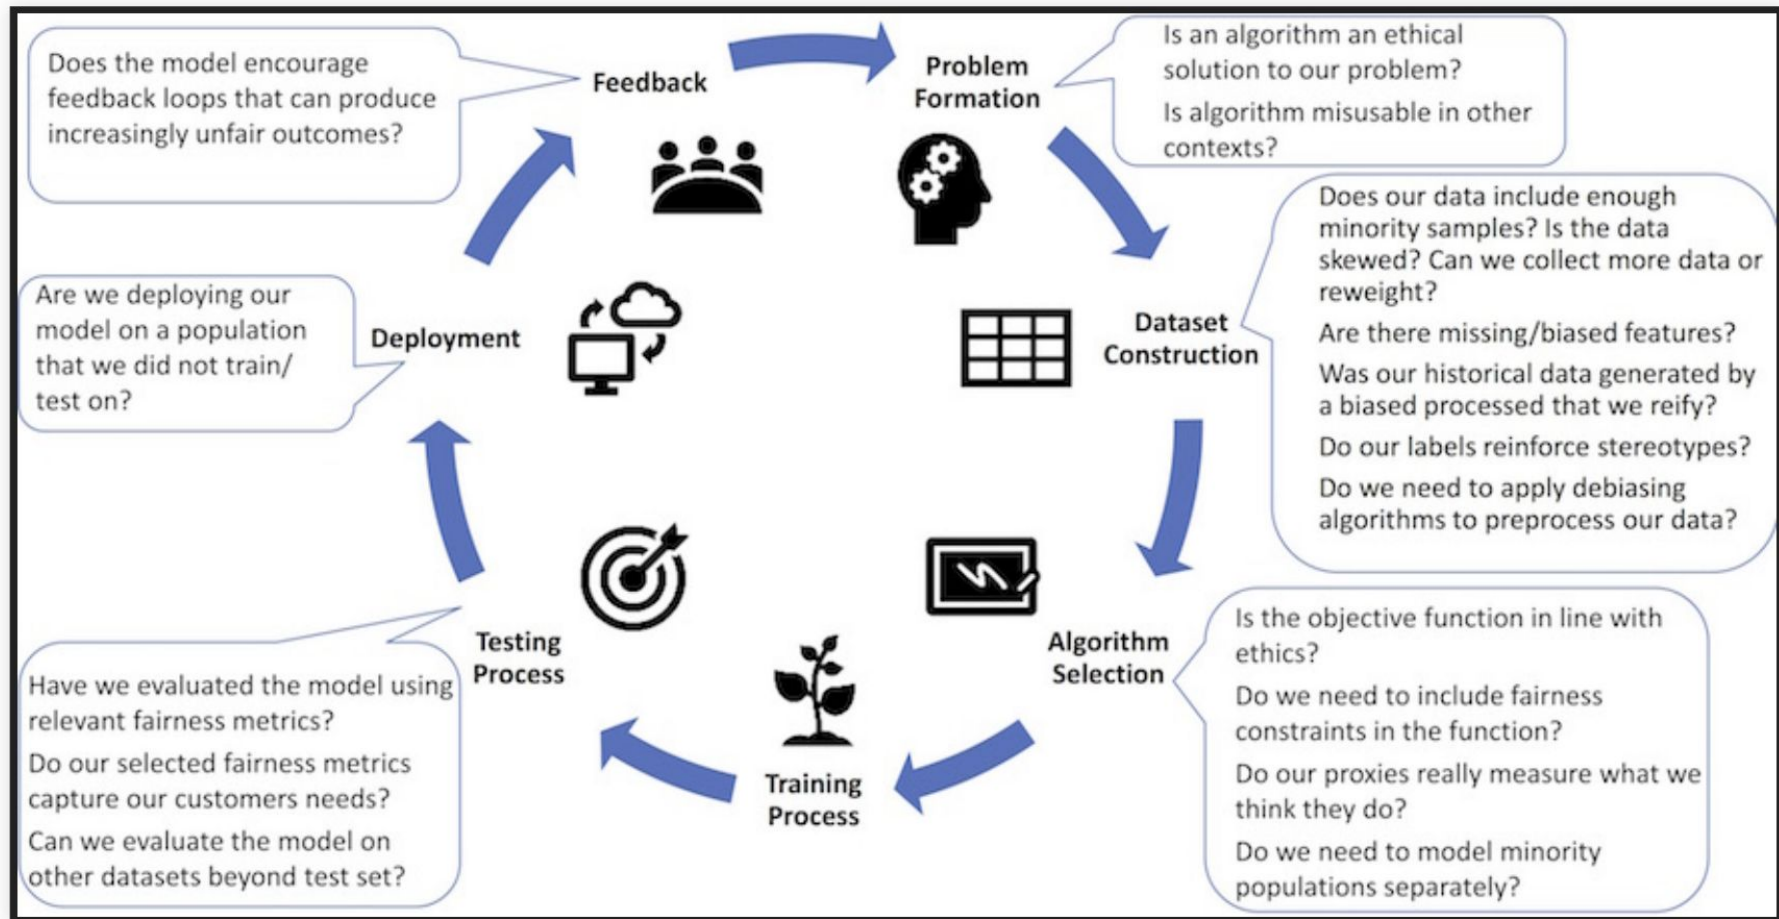 Feedback
Does the model encourage
feedback loops that can produce
increasingly unfair outcomes?
Problem
Formation
Is an algorithm an ethical
solution to our problem?
Is algorithm misusable in other
contexts?
Dataset
Construction
Does our data include enough
minority samples? Is the data
skewed? Can we collect more data or
reweight?
Are there missing/biased features?
Was our historical data generated by
a biased processed that we reify?
Do our labels reinforce stereotypes?
Do we need to apply debiasing
algorithms to preprocess our data?
Algorithm
Selection
Is the objective function in line with
ethics?
Do we need to include fairness
constraints in the function?
Do our proxies really measure what we
think they do?
Do we need to model minority
populations separately?
Training
Process
Testing
Process
Have we evaluated the model using
relevant fairness metrics?
Do our selected fairness metrics
capture our customers needs?
Can we evaluate the model on
other datasets beyond test set?
Deployment
Are we deploying our
model on a population
that we did not train/
test on?